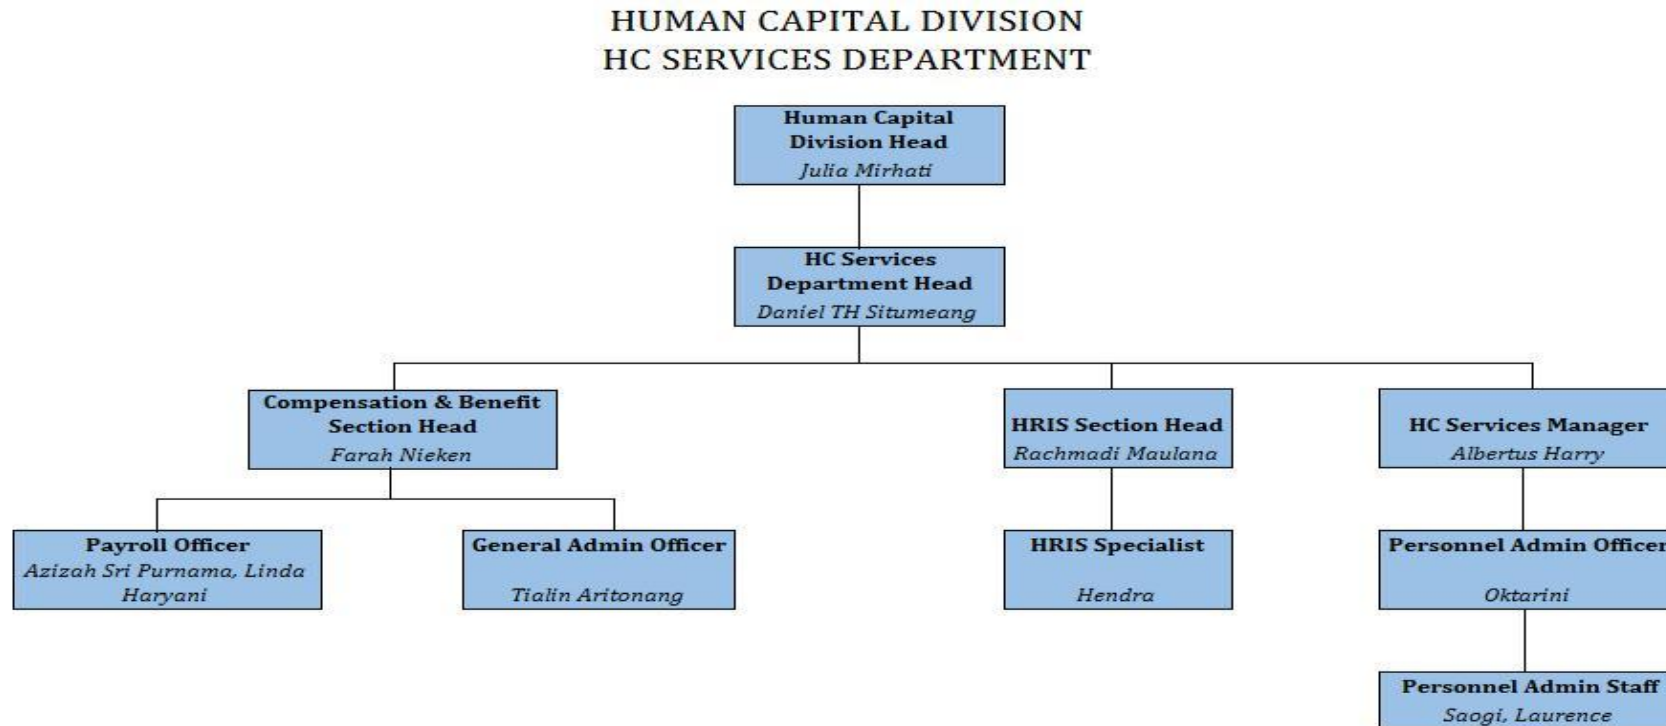 HUMAN CAPITAL DIVISION
HC SERVICES DEPARTMENT
Human Capital
Division Head
Julia Mirhati
HC Services
Department Head
Daniel TH Situmeang
Compensation & Benefit
Section Head
Farah Nieken
HRIS Section Head
Rachmadi Maulana
HC Services Manager
Albertus Harry
Payroll Officer
Azizah Sri Purnama, Linda
Haryani
General Admin Officer
Tialin Aritonang
HRIS Specialist
Hendra
Personnel Admin Officer
Oktarini
Personnel Admin Staff
Saogi, Laurence